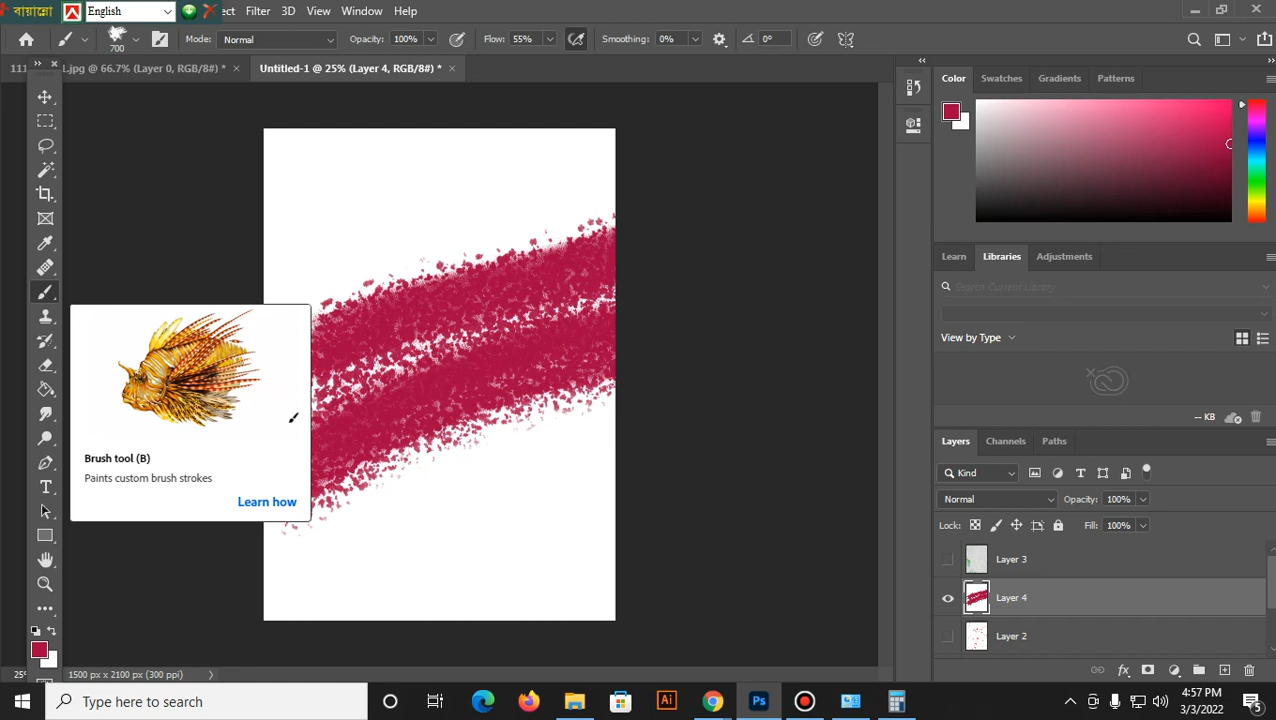 বায়ান্নো English ect Filter 3D View Window Help
700 Mode: Normal Opacity: 100% Flow: 55% Smoothing: 0% 0°
111 L.jpg @ 66.7% (Layer 0, RGB/8#) * × Untitled-1 @ 25% (Layer 4, RGB/8#) * ×
Color Swatches Gradients Patterns
Learn Libraries Adjustments
Search Current Library
View by Type
-- KB
Brush tool (B)
Paints custom brush strokes
Learn how
Layers Channels Paths
Kind
Normal Opacity: 100%
Lock: Fill: 100%
Layer 3
Layer 4
Layer 2
25% 1500 px x 2100 px (300 ppi)
Type here to search
Ai Ps
4:57 PM
3/3/2022
5